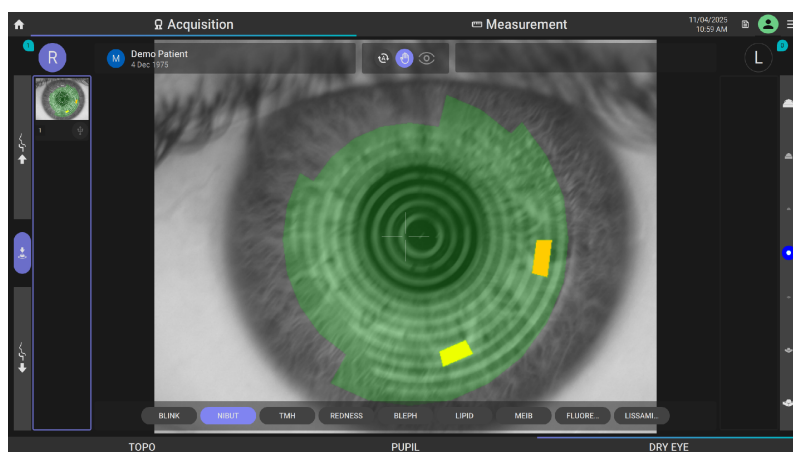 Acquisition
Measurement
11/04/2025
10:59 AM
1
R
M
Demo Patient
4 Dec 1975
L
1
BLINK
NIBUT
TMH
REDNESS
BLEPH
LIPID
MEIB
FLUORE...
LISSAMI...
TOPO
PUPIL
DRY EYE